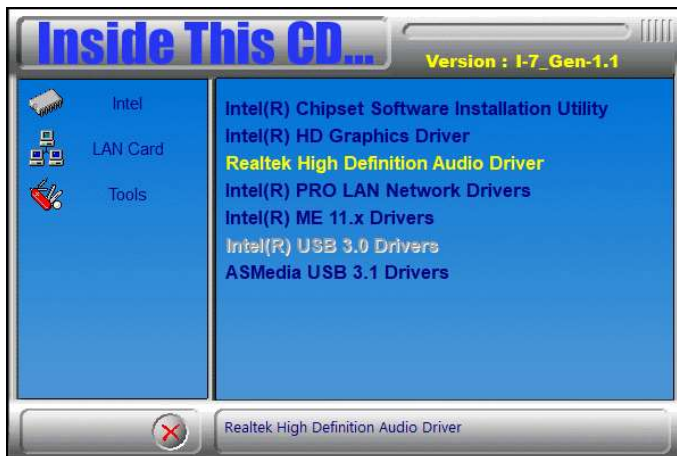 Inside This CD...
Version : I-7_Gen-1.1
Intel
LAN Card
Tools
Intel(R) Chipset Software Installation Utility
Intel(R) HD Graphics Driver
Realtek High Definition Audio Driver
Intel(R) PRO LAN Network Drivers
Intel(R) ME 11.x Drivers
Intel(R) USB 3.0 Drivers
ASMedia USB 3.1 Drivers
Realtek High Definition Audio Driver